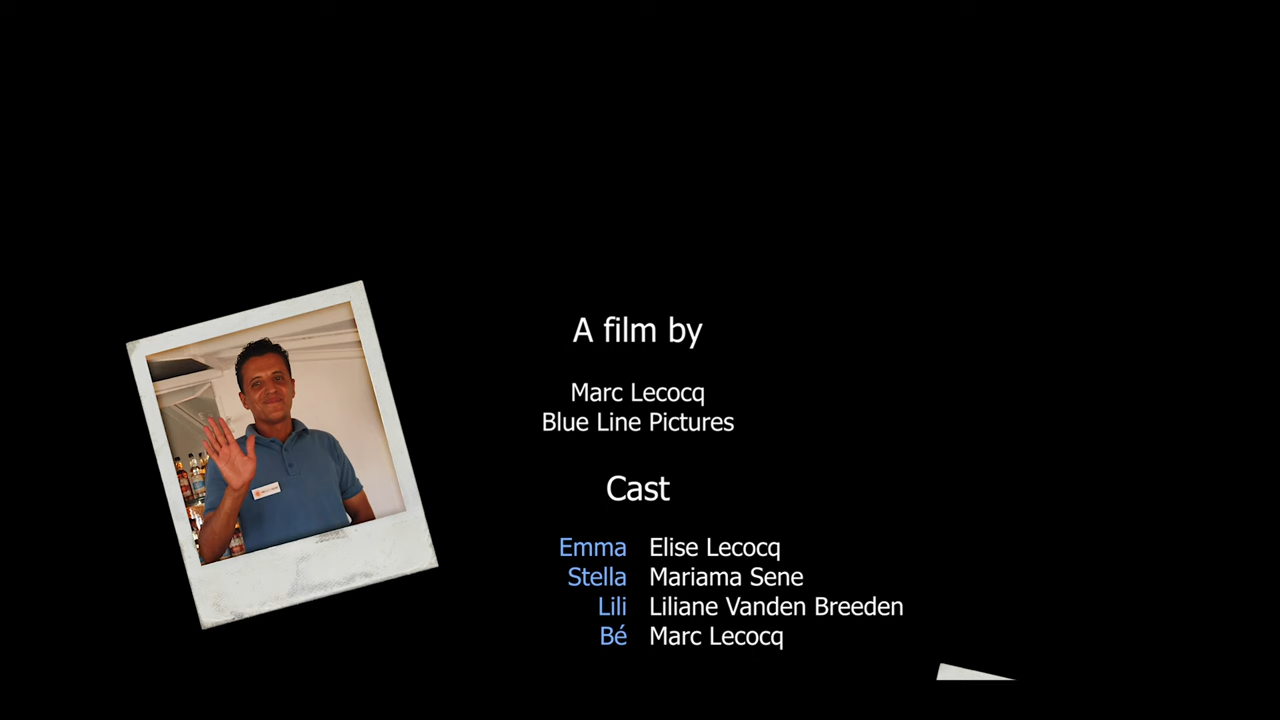 A film by
Marc Lecocq
Blue Line Pictures
Cast
Emma Elise Lecocq
Stella Mariama Sene
Lili Liliane Vanden Breeden
Bé Marc Lecocq